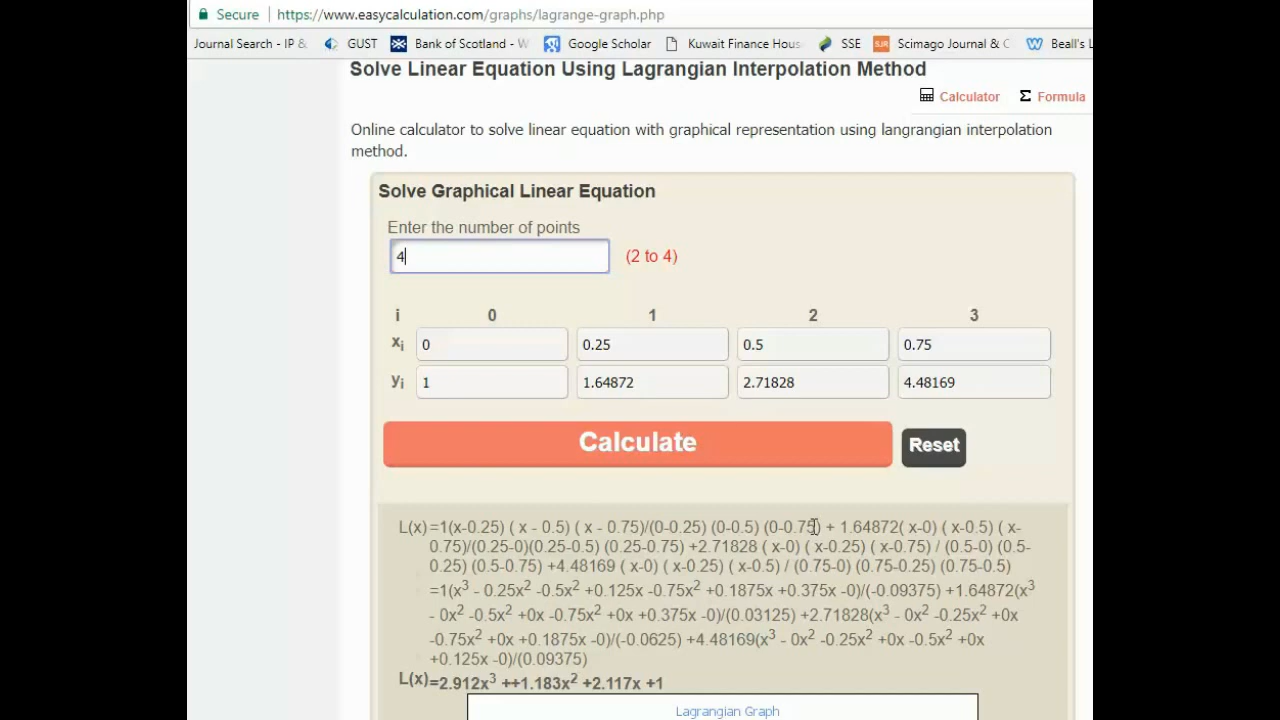 Secure | https://www.easycalculation.com/graphs/lagrange-graph.php
Journal Search - IP & GUST Bank of Scotland - W Google Scholar Kuwait Finance Hous SSE SJR Scimago Journal & C Beall's L
Solve Linear Equation Using Lagrangian Interpolation Method
Calculator Σ Formula
Online calculator to solve linear equation with graphical representation using langrangian interpolation
method.
Solve Graphical Linear Equation
Enter the number of points
4 (2 to 4)
i 0 1 2 3
xi 0 0.25 0.5 0.75
yi 1 1.64872 2.71828 4.48169
Calculate Reset
L(x)=1(x-0.25) ( x - 0.5) ( x - 0.75)/(0-0.25) (0-0.5) (0-0.75) + 1.64872( x-0) ( x-0.5) ( x-
0.75)/(0.25-0)(0.25-0.5) (0.25-0.75) +2.71828 ( x-0) ( x-0.25) ( x-0.75) / (0.5-0) (0.5-
0.25) (0.5-0.75) +4.48169 ( x-0) ( x-0.25) ( x-0.5) / (0.75-0) (0.75-0.25) (0.75-0.5)
=1(x³ - 0.25x² -0.5x² +0.125x -0.75x² +0.1875x +0.375x -0)/(-0.09375) +1.64872(x³
- 0x² -0.5x² +0x -0.75x² +0x +0.375x -0)/(0.03125) +2.71828(x³ - 0x² -0.25x² +0x
-0.75x² +0x +0.1875x -0)/(-0.0625) +4.48169(x³ - 0x² -0.25x² +0x -0.5x² +0x
+0.125x -0)/(0.09375)
L(x)=2.912x³ ++1.183x² +2.117x +1
Lagrangian Graph